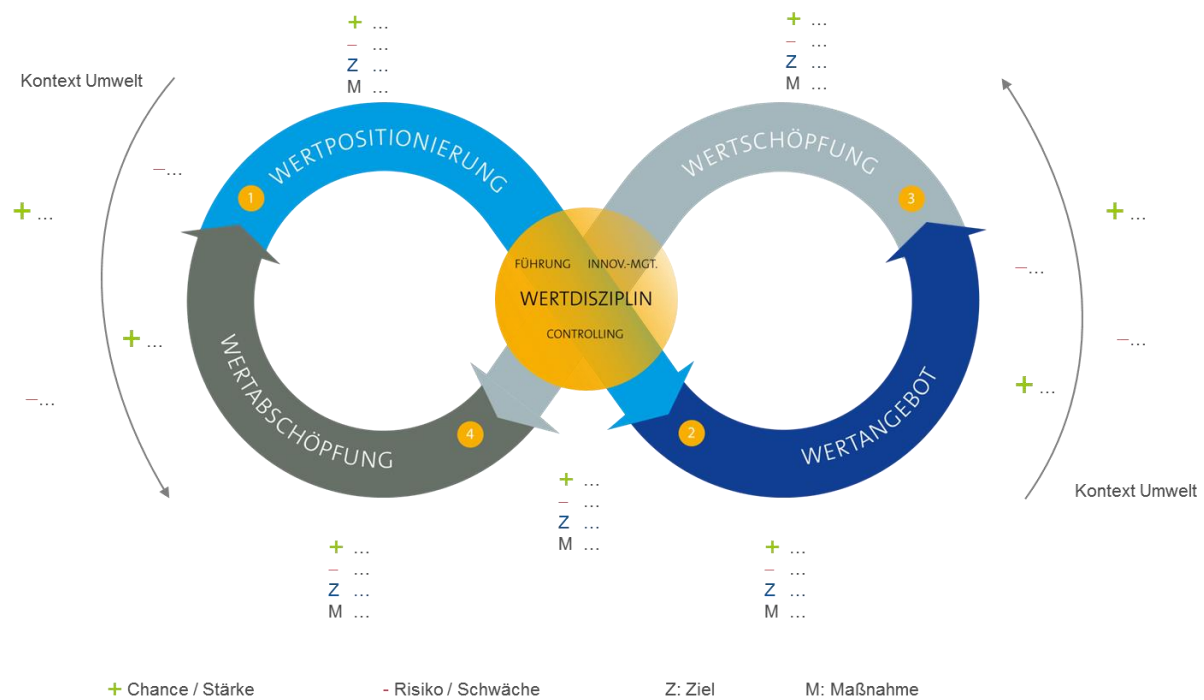 + ...
– ...
Z ...
M ...
+ ...
– ...
Z ...
M ...
Kontext Umwelt
–...
+ ...
+ ...
–...
WERTPOSITIONIERUNG
1
WERTSCHÖPFUNG
3
FÜHRUNG INNOV.-MGT.
WERTDISZIPLIN
CONTROLLING
WERTABSCHÖPFUNG
4
2
WERTANGEBOT
+ ...
–...
–...
+ ...
Kontext Umwelt
+ ...
– ...
Z ...
M ...
+ ...
– ...
Z ...
M ...
+ ...
– ...
Z ...
M ...
+ Chance / Stärke - Risiko / Schwäche Z: Ziel M: Maßnahme